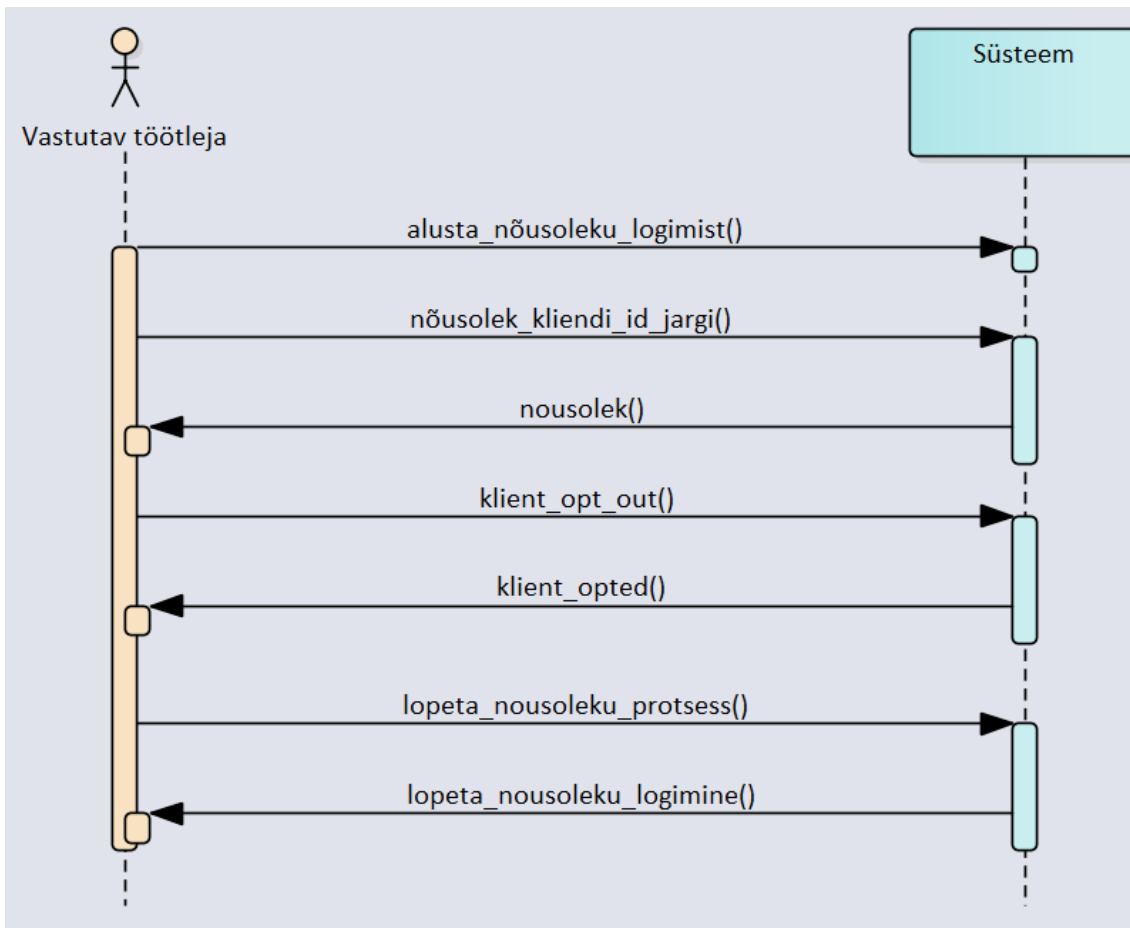 Süsteem
Vastutav töötleja
alusta_nõusoleku_logimist()
nõusolek_kliendi_id_jargi()
nousolek()
klient_opt_out()
klient_opted()
lopeta_nousoleku_protsess()
lopeta_nousoleku_logimine()